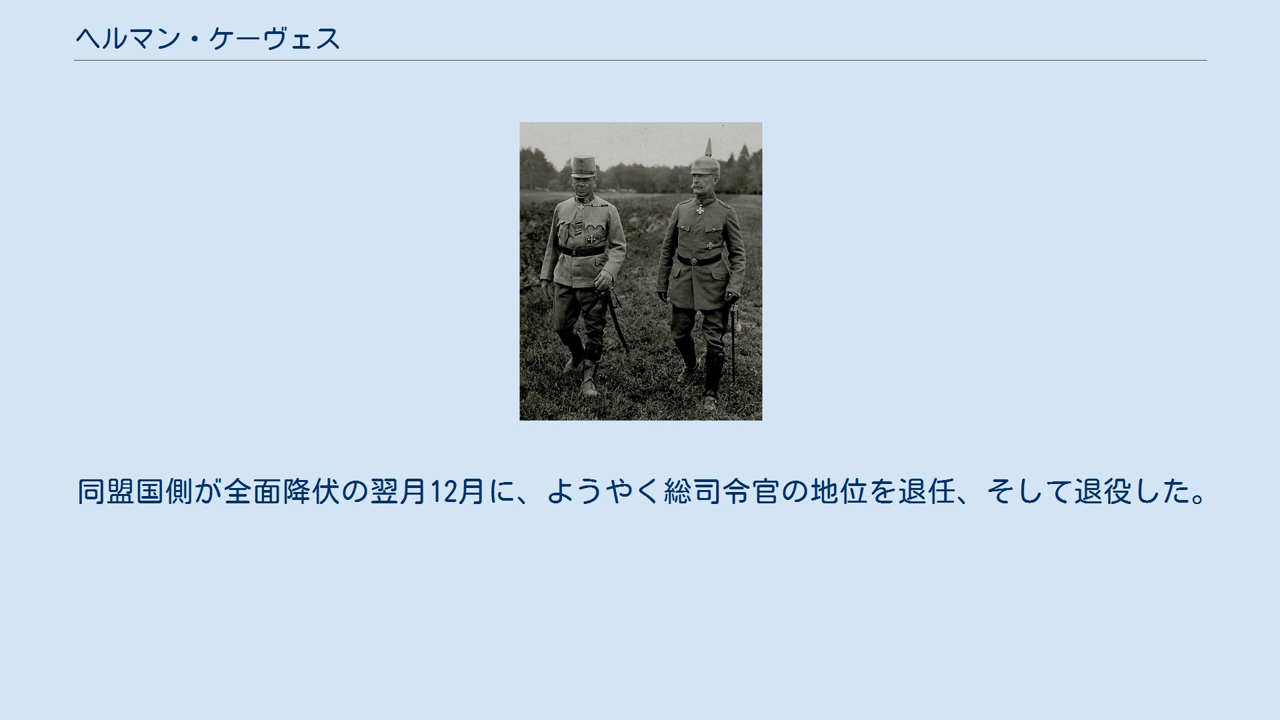 ヘルマン・ケーヴェス
同盟国側が全面降伏の翌月12月に、ようやく総司令官の地位を退任、そして退役した。